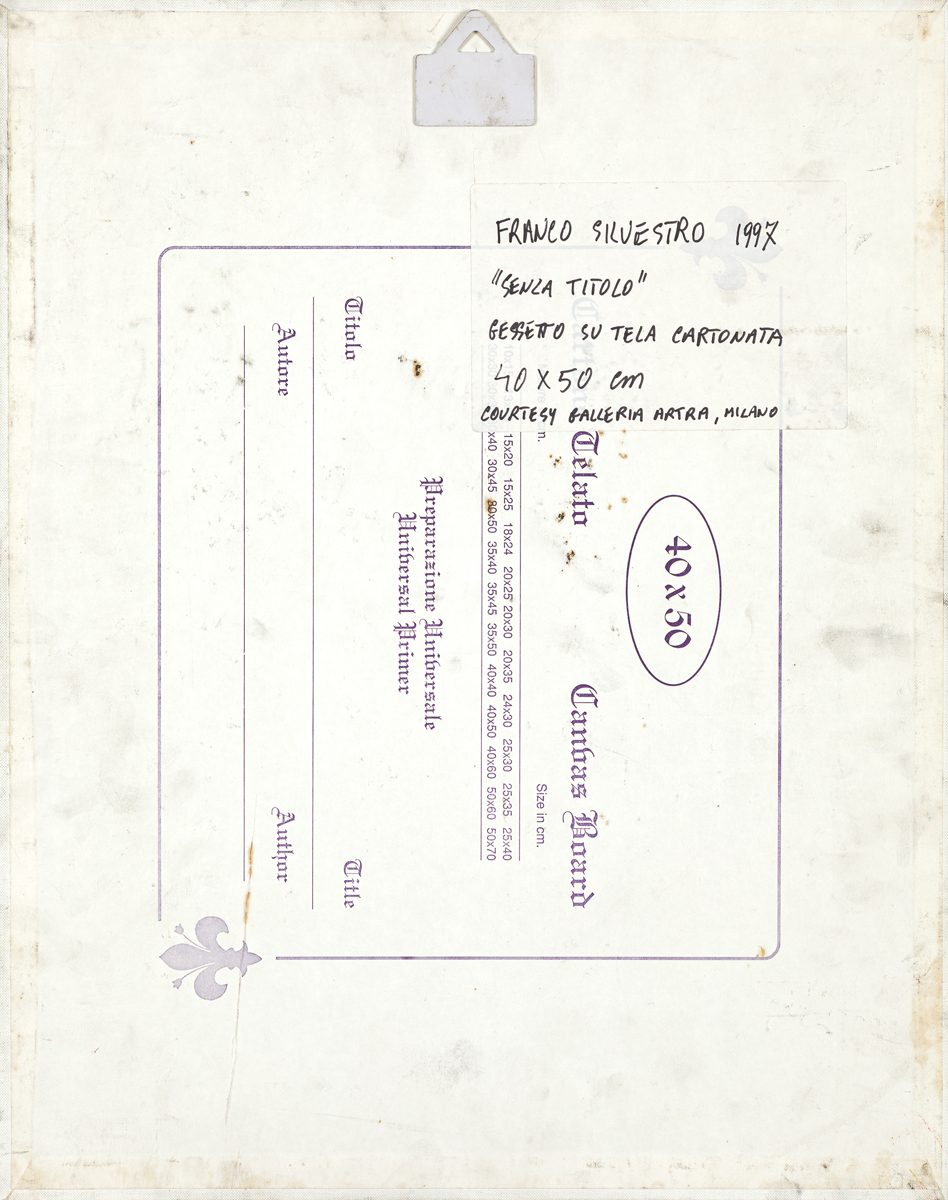 FRANCO SILVESTRO 1997
"SENZA TITOLO"
GESSETTO SU TELA CARTONATA
40 X 50 cm
COURTESY GALLERIA ARTRA, MILANO
40 x 50
Telato Canvas Board
Size in cm.
15x20 15x25 18x24 20x25 20x30 20x35 24x30 25x30 25x35 25x40
30x45 30x50 35x40 35x45 35x50 40x40 40x50 40x60 50x60 50x70
Preparazione Universale
Universal Primer
Titolo Title
Autore Author